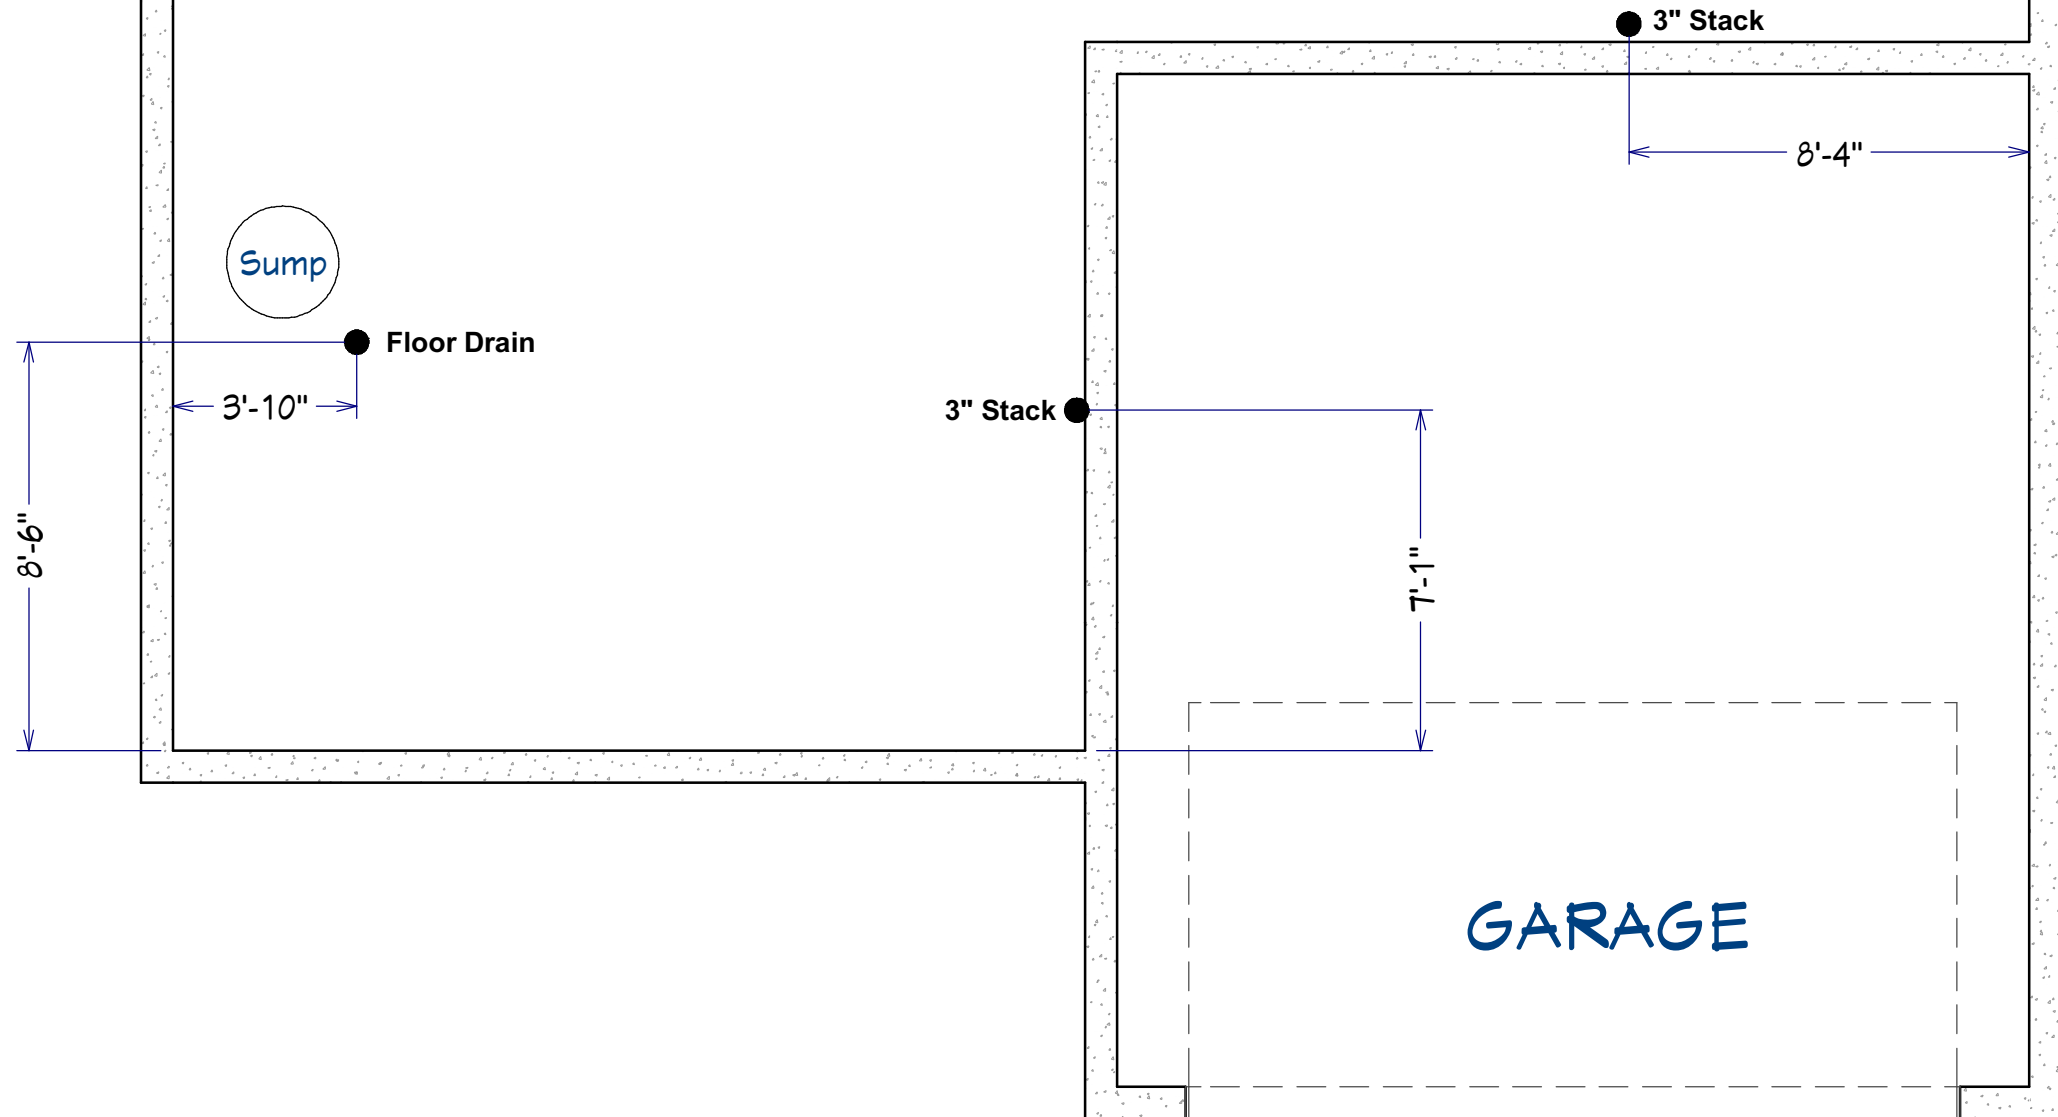 3" Stack
8'-4"
Sump
Floor Drain
3'-10"
3" Stack
8'-6"
7'-1"
GARAGE